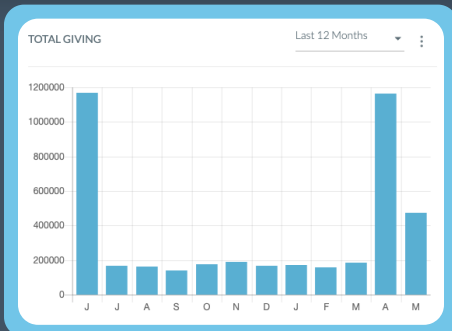 TOTAL GIVING
Last 12 Months
1200000
1000000
800000
600000
400000
200000
0
J J A S O N D J F M A M